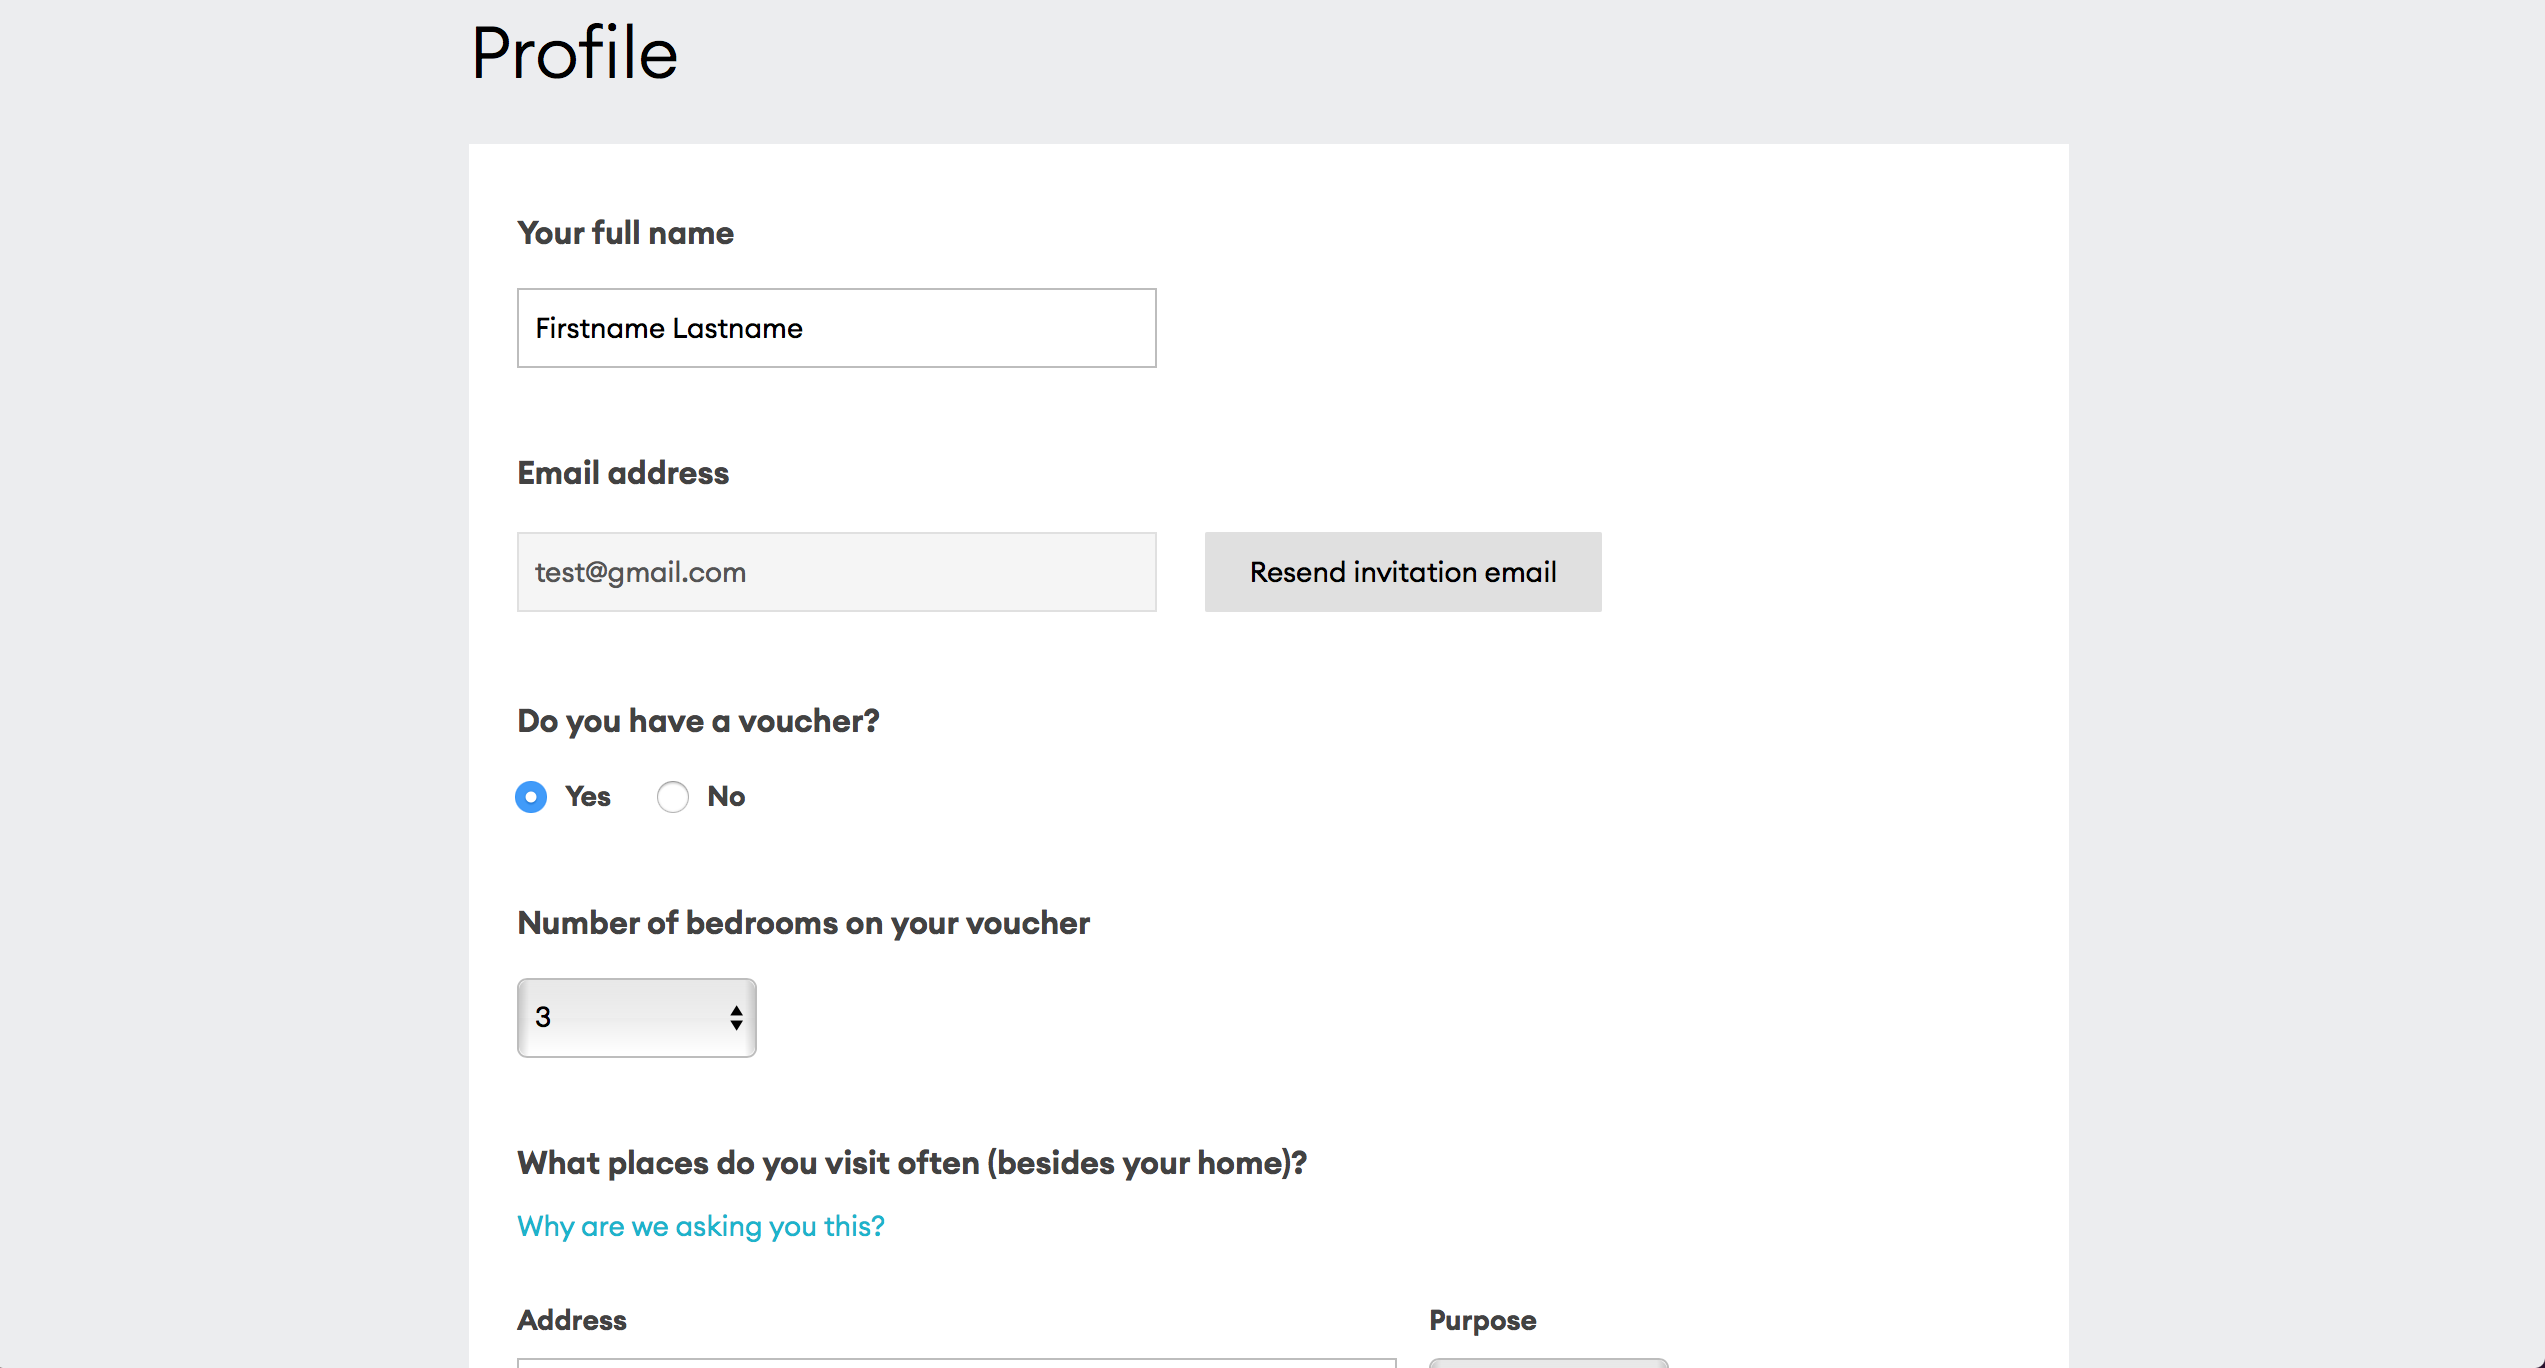 Profile
Your full name
Firstname Lastname
Email address
test@gmail.com
Resend invitation email
Do you have a voucher?
Yes
No
Number of bedrooms on your voucher
3
What places do you visit often (besides your home)?
Why are we asking you this?
Address
Purpose